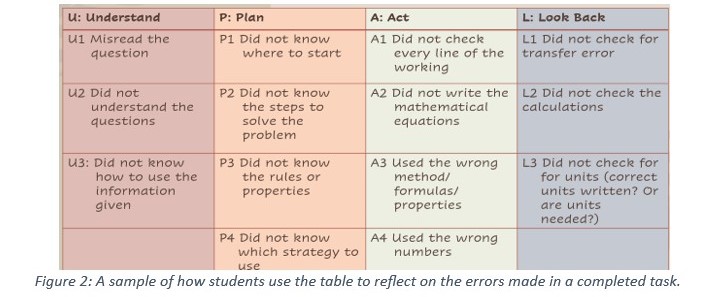 U: Understand
P: Plan
A: Act
L: Look Back
U1 Misread the
question
P1 Did not know
where to start
A1 Did not check
every line of the
working
L1 Did not check for
transfer error
U2 Did not
understand the
questions
P2 Did not know
the steps to
solve the
problem
A2 Did not write the
mathematical
equations
L2 Did not check the
calculations
U3: Did not know
how to use the
information
given
P3 Did not know
the rules or
properties
A3 Used the wrong
method/
formulas/
properties
L3 Did not check for
for units (correct
units written? Or
are units
needed?)
P4 Did not know
which strategy to
use
A4 Used the wrong
numbers
Figure 2: A sample of how students use the table to reflect on the errors made in a completed task.